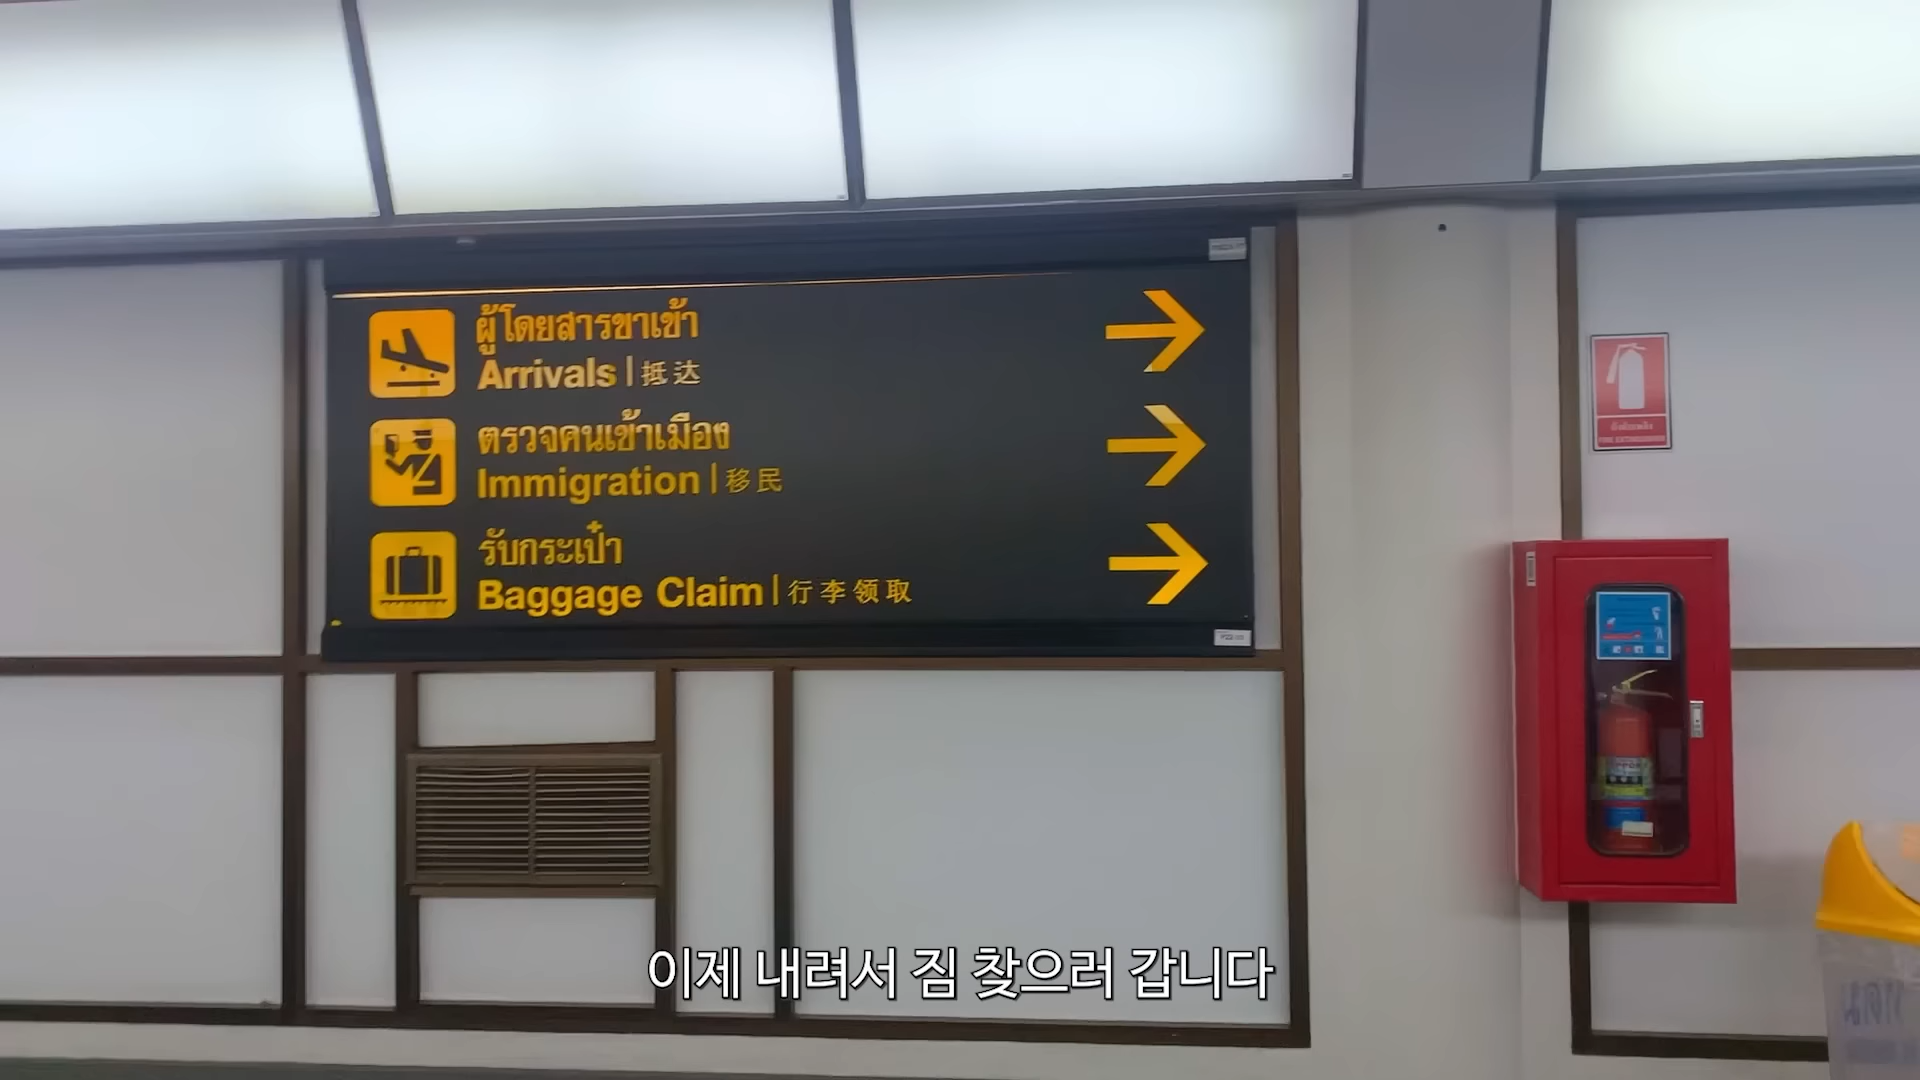 ผู้โดยสารขาเข้า
Arrivals | 抵达
ตรวจคนเข้าเมือง
Immigration | 移民
รับกระเป๋า
Baggage Claim | 行李领取
FIRE EXTINGUISHER
이제 내려서 짐 찾으러 갑니다